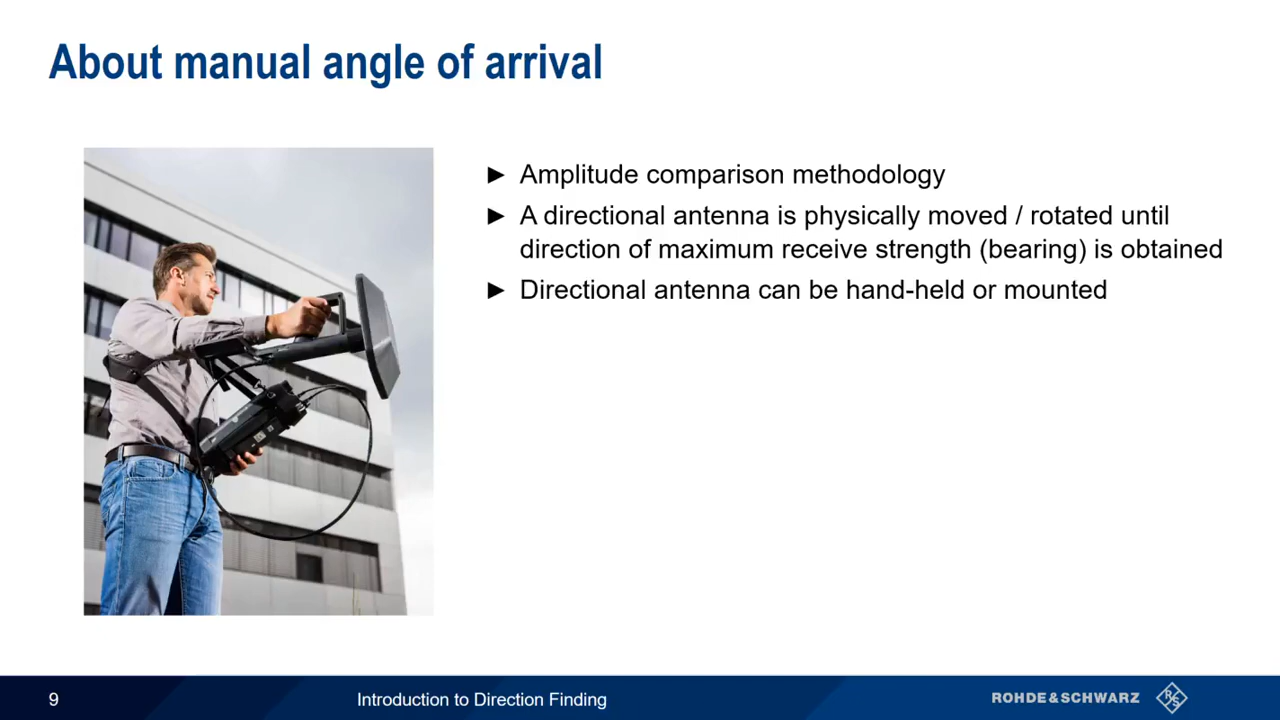 About manual angle of arrival
► Amplitude comparison methodology
► A directional antenna is physically moved / rotated until
direction of maximum receive strength (bearing) is obtained
► Directional antenna can be hand-held or mounted
9
Introduction to Direction Finding
ROHDE & SCHWARZ
R&S